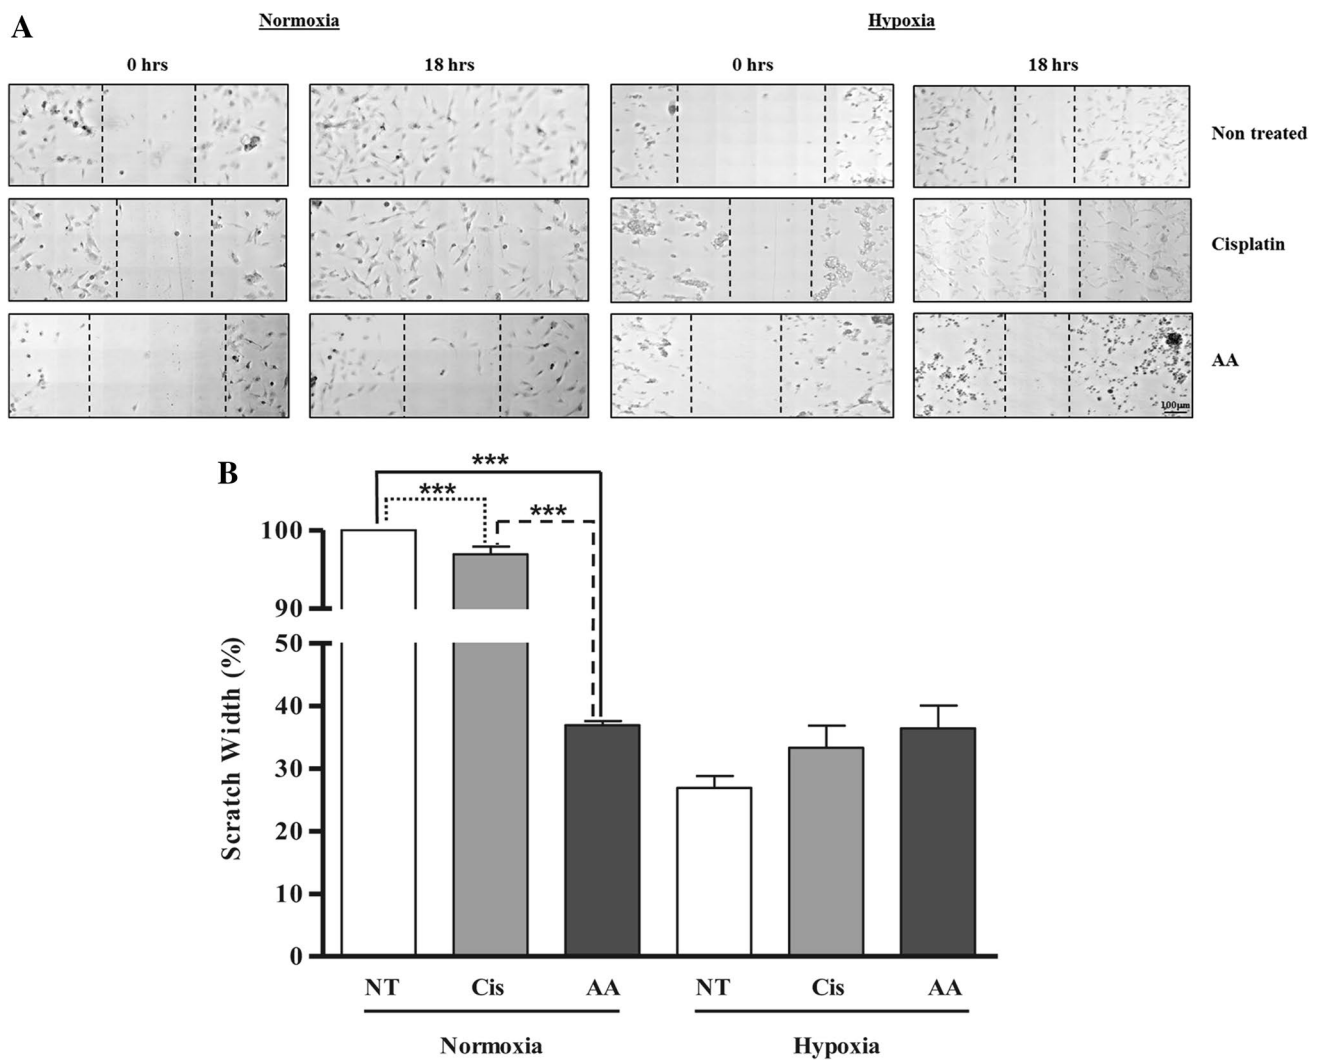 A
Normoxia
Hypoxia
0 hrs
18 hrs
0 hrs
18 hrs
Non treated
Cisplatin
AA
100μm
B
***
***
***
100
90
50
40
30
20
10
0
Scratch Width (%)
NT
Cis
AA
NT
Cis
AA
Normoxia
Hypoxia